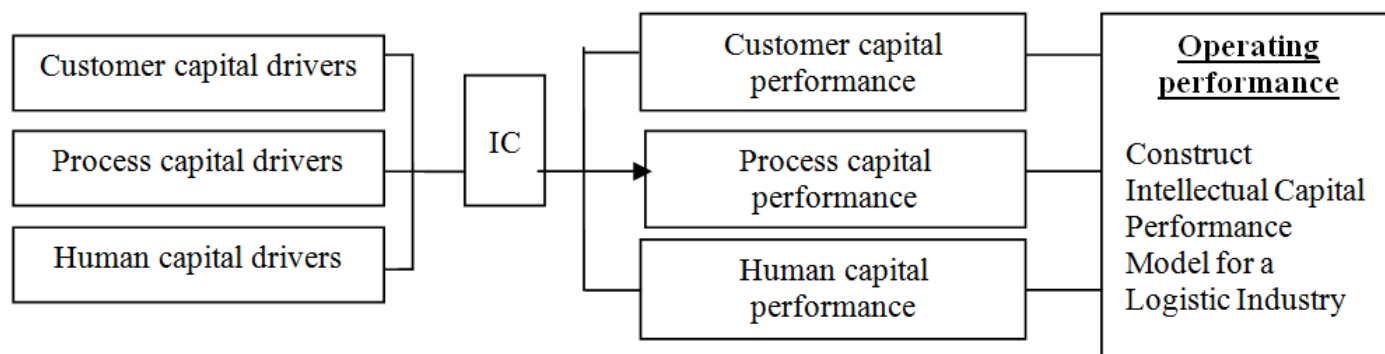 Customer capital drivers
Process capital drivers
Human capital drivers
IC
Customer capital
performance
Process capital
performance
Human capital
performance
Operating
performance
Construct
Intellectual Capital
Performance
Model for a
Logistic Industry